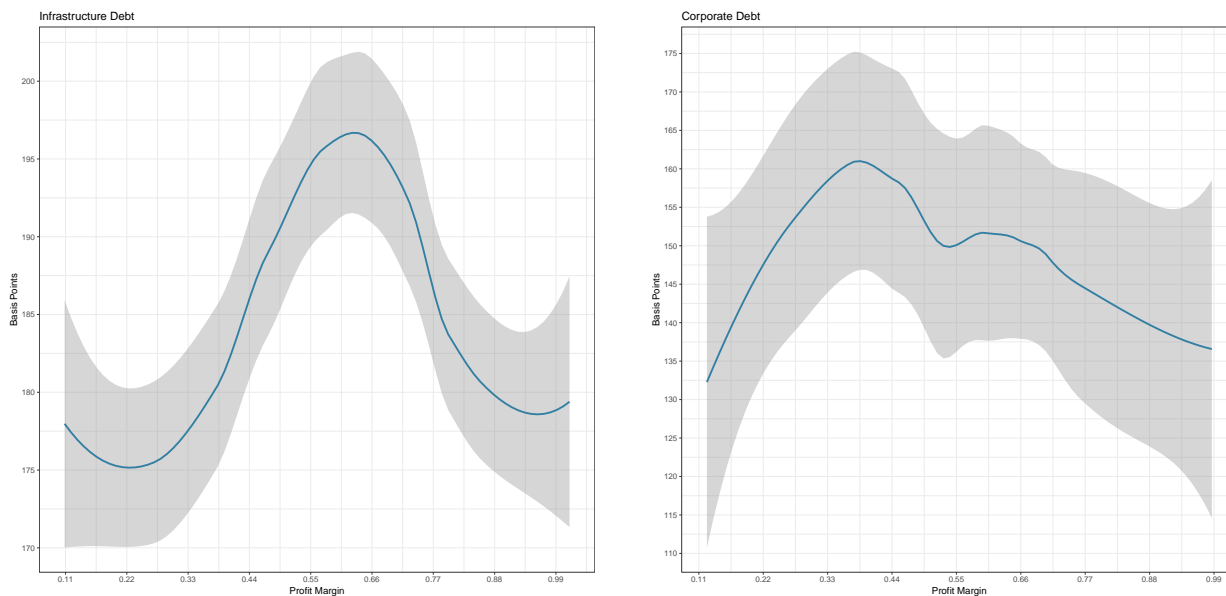 Infrastructure Debt
200
195
190
185
180
175
170
Basis Points
0.11 0.22 0.33 0.44 0.55 0.66 0.77 0.88 0.99
Profit Margin
Corporate Debt
175
170
165
160
155
150
145
140
135
130
125
120
115
110
Basis Points
0.11 0.22 0.33 0.44 0.55 0.66 0.77 0.88 0.99
Profit Margin